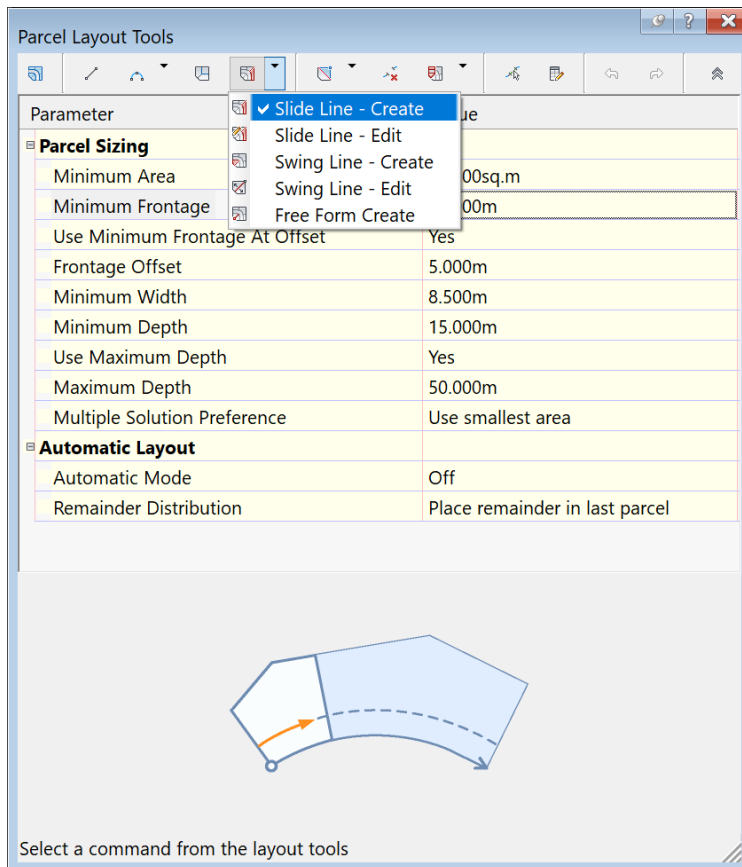 Parcel Layout Tools
?
Parameter
Slide Line - Create
Slide Line - Edit
Swing Line - Create
Swing Line - Edit
Free Form Create
Parcel Sizing
Minimum Area
00sq.m
Minimum Frontage
00m
Use Minimum Frontage At Offset Yes
Frontage Offset 5.000m
Minimum Width 8.500m
Minimum Depth 15.000m
Use Maximum Depth Yes
Maximum Depth 50.000m
Multiple Solution Preference Use smallest area
Automatic Layout
Automatic Mode Off
Remainder Distribution Place remainder in last parcel
Select a command from the layout tools